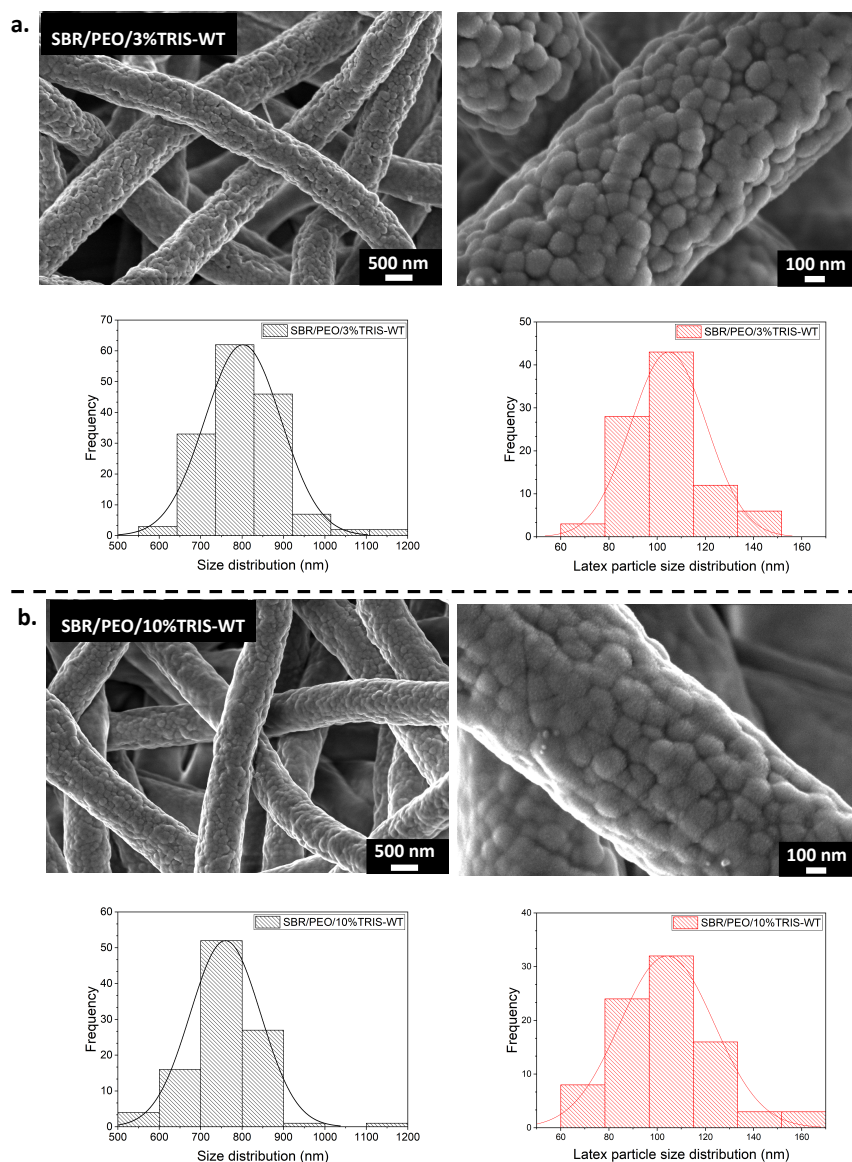 a.
SBR/PEO/3%TRIS-WT
500 nm
100 nm
70
60
50
40
30
20
10
0
Frequency
SBR/PEO/3%TRIS-WT
500 600 700 800 900 1000 1100 1200
Size distribution (nm)
50
40
30
20
10
0
Frequency
SBR/PEO/3%TRIS-WT
60 80 100 120 140 160
Latex particle size distribution (nm)
b.
SBR/PEO/10%TRIS-WT
500 nm
100 nm
60
50
40
30
20
10
0
Frequency
SBR/PEO/10%TRIS-WT
500 600 700 800 900 1000 1100 1200
Size distribution (nm)
40
30
20
10
0
Frequency
SBR/PEO/10%TRIS-WT
60 80 100 120 140 160
Latex particle size distribution (nm)